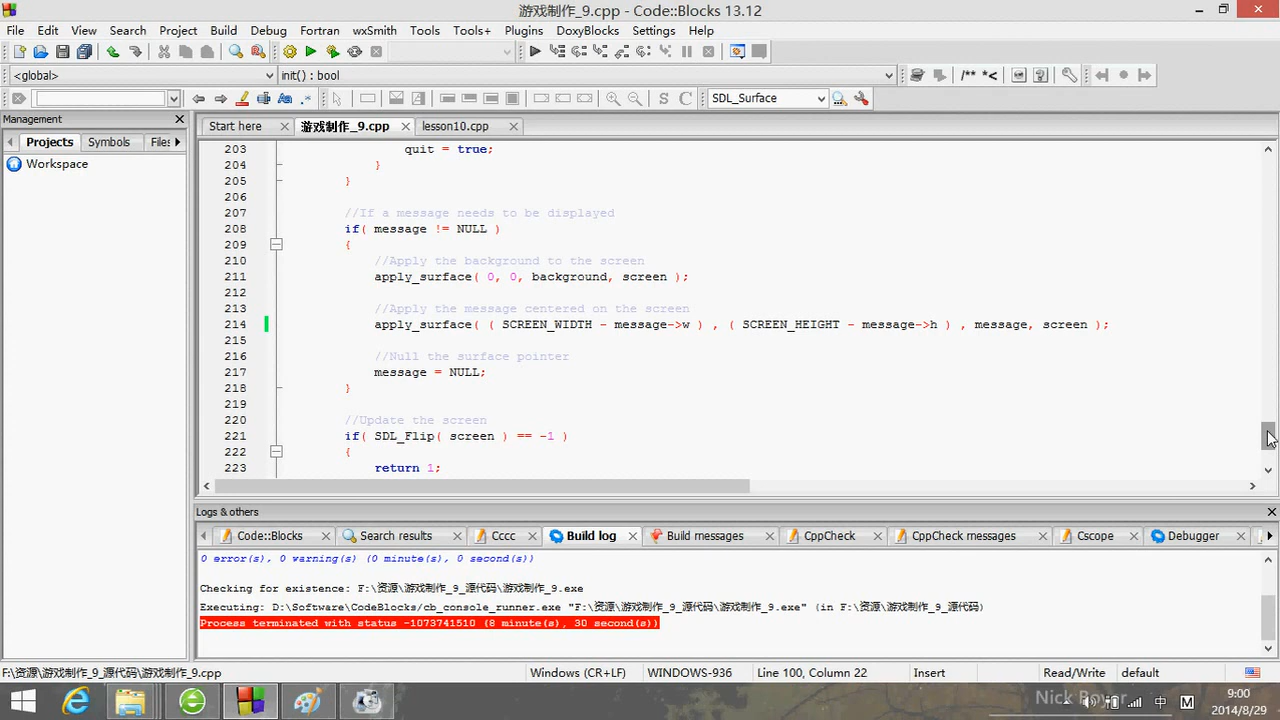 游戏制作_9.cpp - Code::Blocks 13.12
File Edit View Search Project Build Debug Fortran wxSmith Tools Tools+ Plugins DoxyBlocks Settings Help
<global> init() : bool /** *<
SDL_Surface
Management
Start here 游戏制作_9.cpp lesson10.cpp
Projects Symbols Files
Workspace
203 quit = true;
204 }
205 }
206
207 //If a message needs to be displayed
208 if( message != NULL )
209 {
210 //Apply the background to the screen
211 apply_surface( 0, 0, background, screen );
212
213 //Apply the message centered on the screen
214 apply_surface( ( SCREEN_WIDTH - message->w ) , ( SCREEN_HEIGHT - message->h ) , message, screen );
215
216 //Null the surface pointer
217 message = NULL;
218 }
219
220 //Update the screen
221 if( SDL_Flip( screen ) == -1 )
222 {
223 return 1;
Logs & others
Code::Blocks Search results Cccc Build log Build messages CppCheck CppCheck messages Cscope Debugger
0 error(s), 0 warning(s) (0 minute(s), 0 second(s))
Checking for existence: F:\资源\游戏制作_9_源代码\游戏制作_9.exe
Executing: D:\Software\CodeBlocks/cb_console_runner.exe "F:\资源\游戏制作_9_源代码\游戏制作_9.exe" (in F:\资源\游戏制作_9_源代码)
Process terminated with status -1073741510 (8 minute(s), 30 second(s))
F:\资源\游戏制作_9_源代码\游戏制作_9.cpp Windows (CR+LF) WINDOWS-936 Line 100, Column 22 Insert Read/Write default
Nick
中 M
9:00
2014/8/29